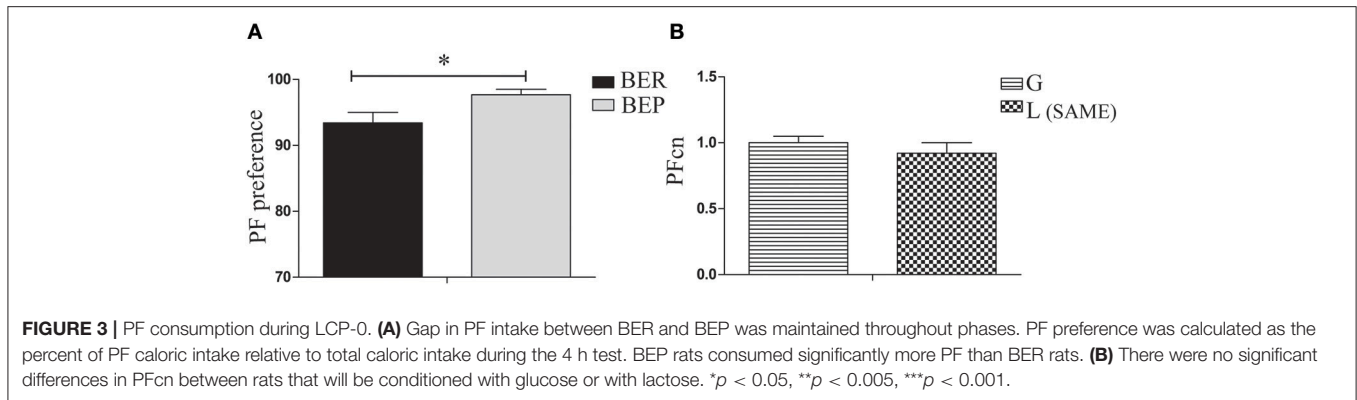 A
B
*
100
90
80
70
PF preference
BER
BEP
1.5
1.0
0.5
0.0
PFcn
G
L (SAME)
FIGURE 3 | PF consumption during LCP-0. (A) Gap in PF intake between BER and BEP was maintained throughout phases. PF preference was calculated as the
percent of PF caloric intake relative to total caloric intake during the 4 h test. BEP rats consumed significantly more PF than BER rats. (B) There were no significant
differences in PFcn between rats that will be conditioned with glucose or with lactose. *p < 0.05, **p < 0.005, ***p < 0.001.